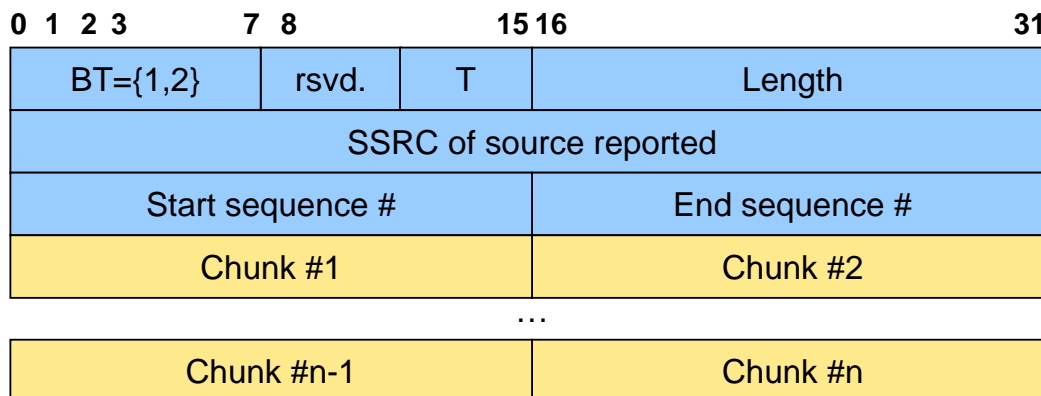 0 1 2 3 7 8 15 16 31
BT={1,2} rsvd. T Length
SSRC of source reported
Start sequence # End sequence #
Chunk #1 Chunk #2
...
Chunk #n-1 Chunk #n